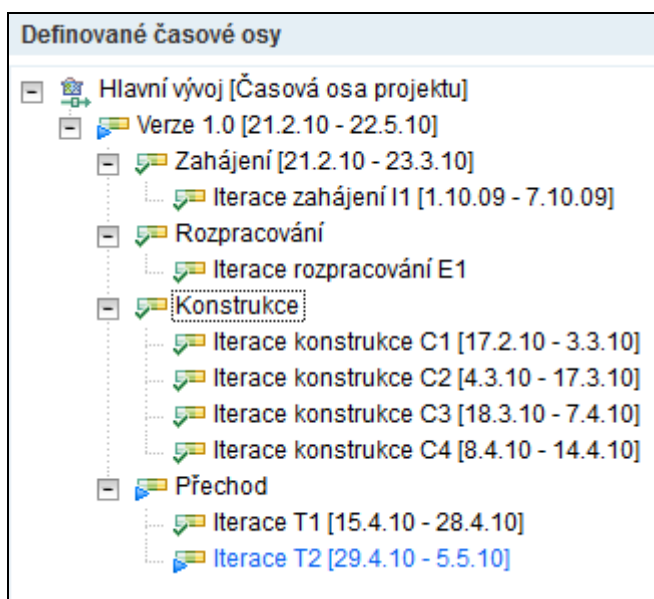 Definované časové osy
Hlavní vývoj [Časová osa projektu]
Verze 1.0 [21.2.10 - 22.5.10]
Zahájení [21.2.10 - 23.3.10]
Iterace zahájení I1 [1.10.09 - 7.10.09]
Rozpracování
Iterace rozpracování E1
Konstrukce
Iterace konstrukce C1 [17.2.10 - 3.3.10]
Iterace konstrukce C2 [4.3.10 - 17.3.10]
Iterace konstrukce C3 [18.3.10 - 7.4.10]
Iterace konstrukce C4 [8.4.10 - 14.4.10]
Přechod
Iterace T1 [15.4.10 - 28.4.10]
Iterace T2 [29.4.10 - 5.5.10]